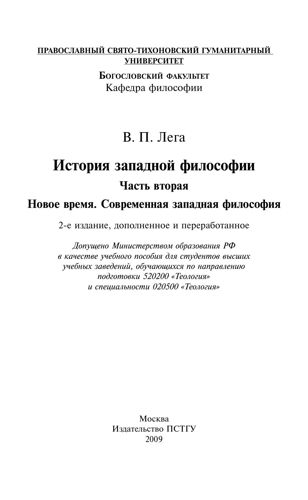 ПРАВОСЛАВНЫЙ СВЯТО-ТИХОНОВСКИЙ ГУМАНИТАРНЫЙ
УНИВЕРСИТЕТ
БОГОСЛОВСКИЙ ФАКУЛЬТЕТ
Кафедра философии
В. П. Лега
История западной философии
Часть вторая
Новое время. Современная западная философия
2-е издание, дополненное и переработанное
Допущено Министерством образования РФ
в качестве учебного пособия для студентов высших
учебных заведений, обучающихся по направлению
подготовки 520200 «Теология»
и специальности 020500 «Теология»
Москва
Издательство ПСТГУ
2009